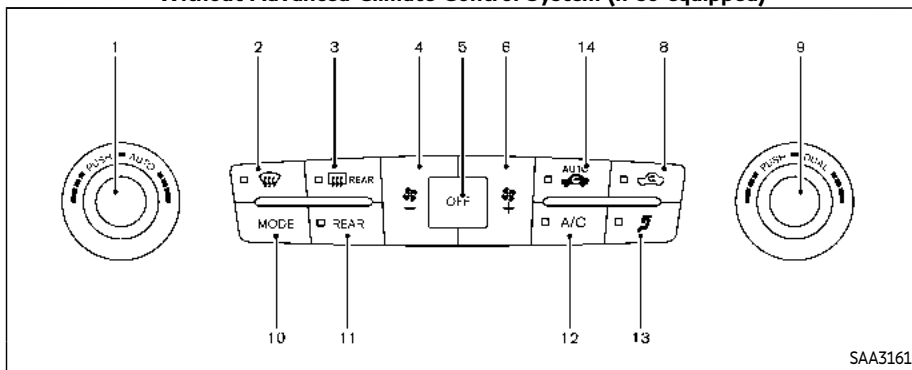 Without Advanced Climate Control System (if so equipped)
1 2 3 4 5 6 14 8 9
PUSH AUTO
REAR
OFF
AUTO
PUSH DUAL
MODE
REAR
A/C
10 11 12 13
SAA3161